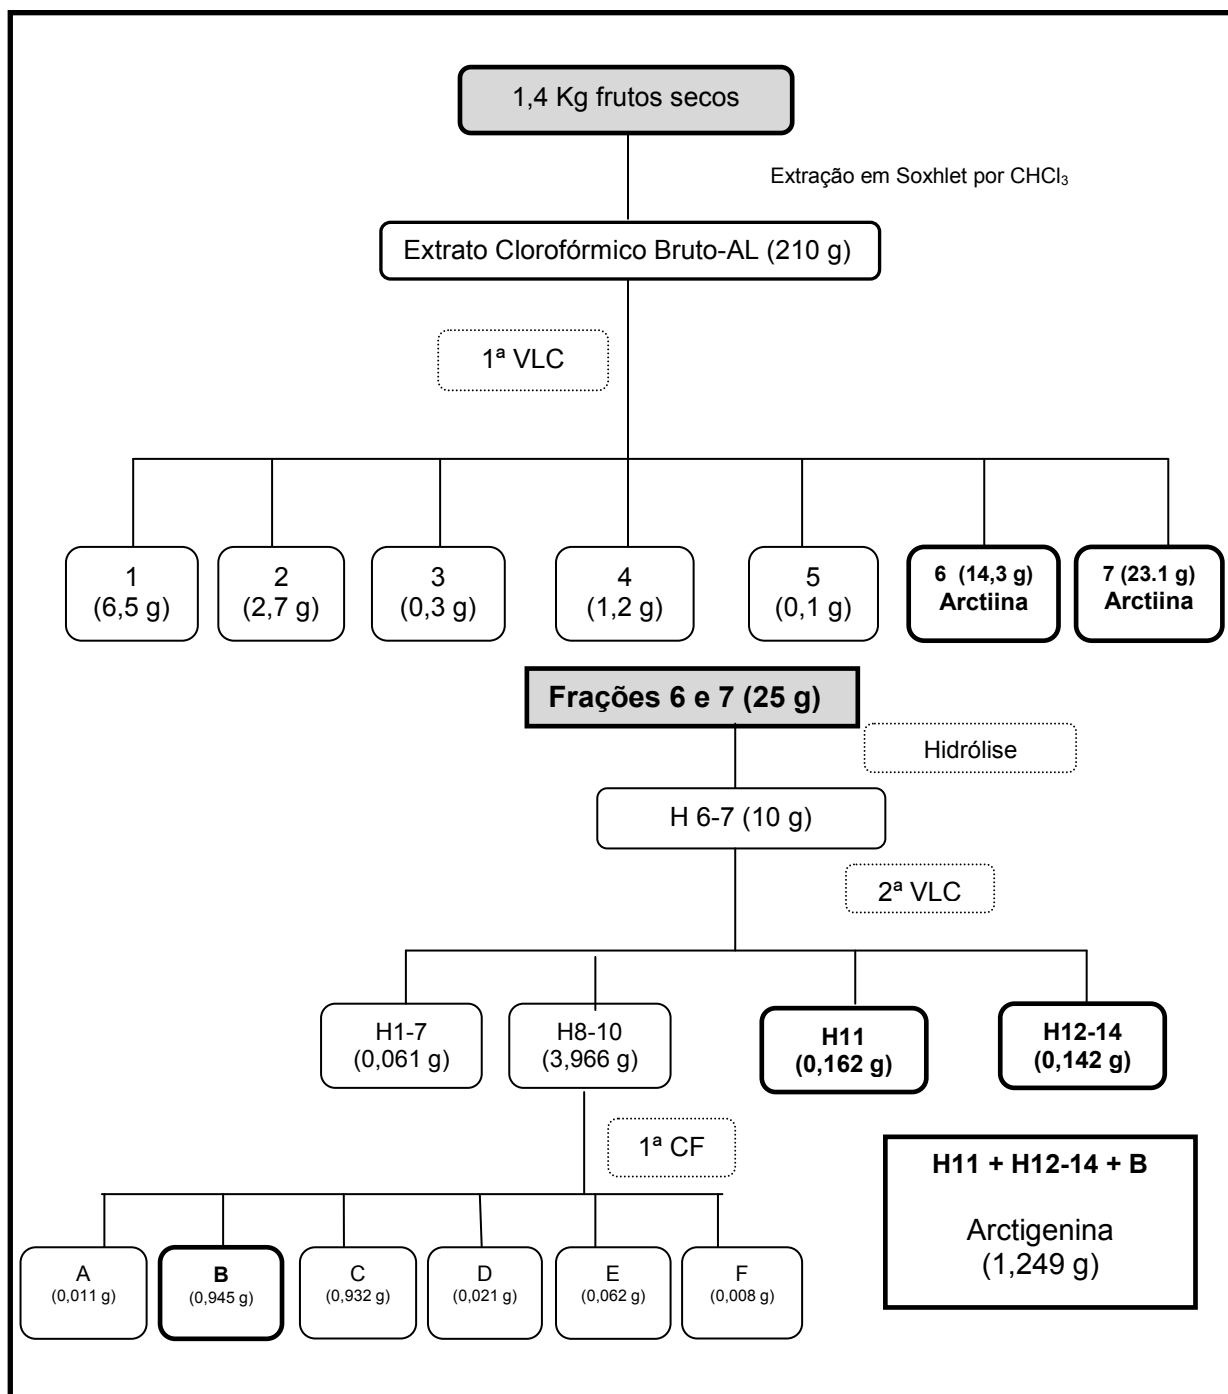 1,4 Kg frutos secos
Extração em Soxhlet por CHCl₃
Extrato Clorofórmico Bruto-AL (210 g)
1ª VLC
1
(6,5 g)
2
(2,7 g)
3
(0,3 g)
4
(1,2 g)
5
(0,1 g)
6 (14,3 g)
Arctiina
7 (23.1 g)
Arctiina
Frações 6 e 7 (25 g)
Hidrólise
H 6-7 (10 g)
2ª VLC
H1-7
(0,061 g)
H8-10
(3,966 g)
H11
(0,162 g)
H12-14
(0,142 g)
1ª CF
H11 + H12-14 + B
Arctigenina
(1,249 g)
A
(0,011 g)
B
(0,945 g)
C
(0,932 g)
D
(0,021 g)
E
(0,062 g)
F
(0,008 g)